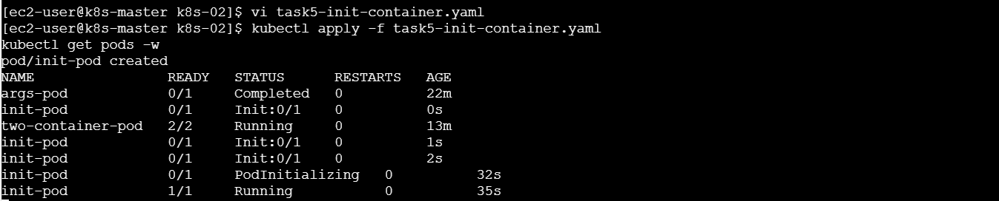 [ec2-user@k8s-master k8s-02]$ vi task5-init-container.yaml
[ec2-user@k8s-master k8s-02]$ kubectl apply -f task5-init-container.yaml
kubectl get pods -w
pod/init-pod created
NAME                READY   STATUS      RESTARTS   AGE
args-pod            0/1     Completed   0          22m
init-pod            0/1     Init:0/1    0          0s
two-container-pod   2/2     Running     0          13m
init-pod            0/1     Init:0/1    0          1s
init-pod            0/1     Init:0/1    0          2s
init-pod            0/1     PodInitializing   0          32s
init-pod            1/1     Running           0          35s